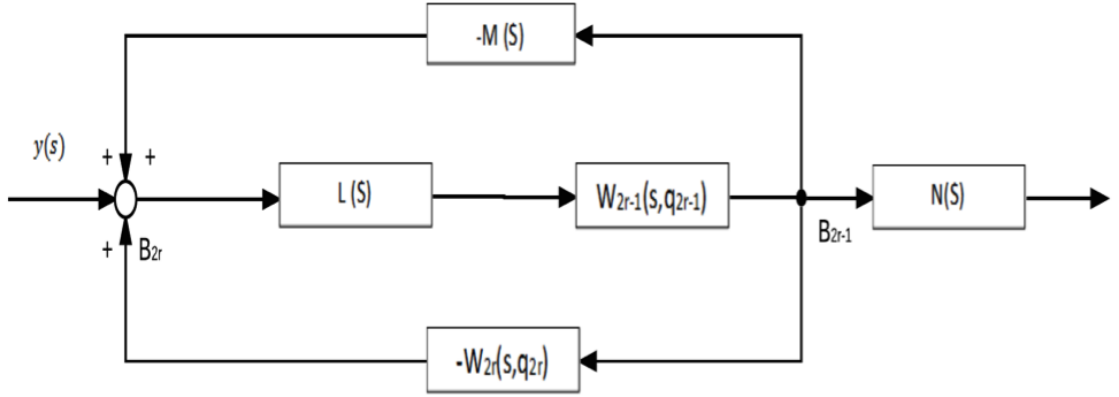 -M (S)
y(s)
+ +
L (S)
W2r-1(s,q2r-1)
N(S)
+ B2r
B2r-1
-W2r(s,q2r)